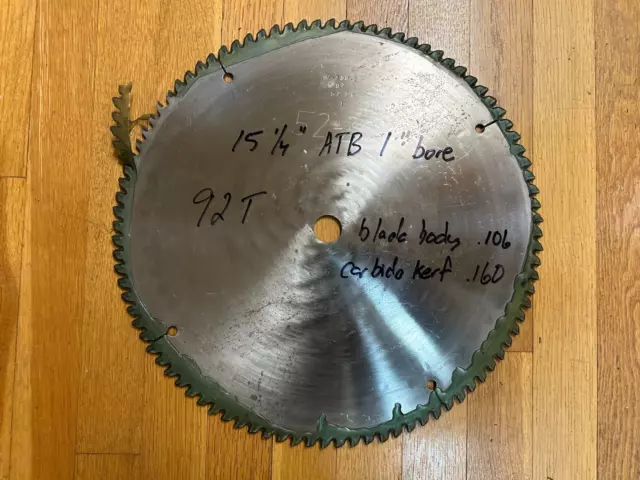 15 1/4" ATB 1" bore
92T
blade body .106
carbide kerf .160